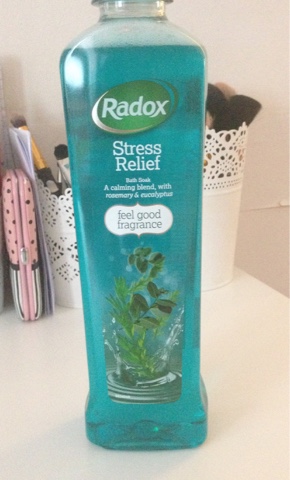 Radox
Stress
Relief
Bath Soak
A calming blend, with
rosemary & eucalyptus
feel good
fragrance